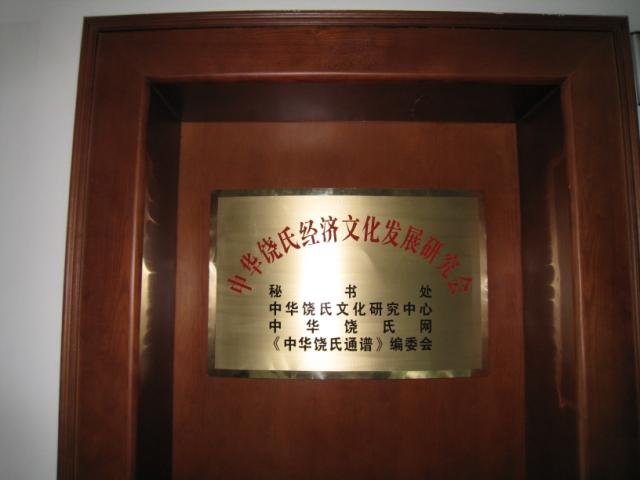 中华饶氏经济文化发展研究会
秘书处
中华饶氏文化研究中心
中华饶氏网
《中华饶氏通谱》编委会